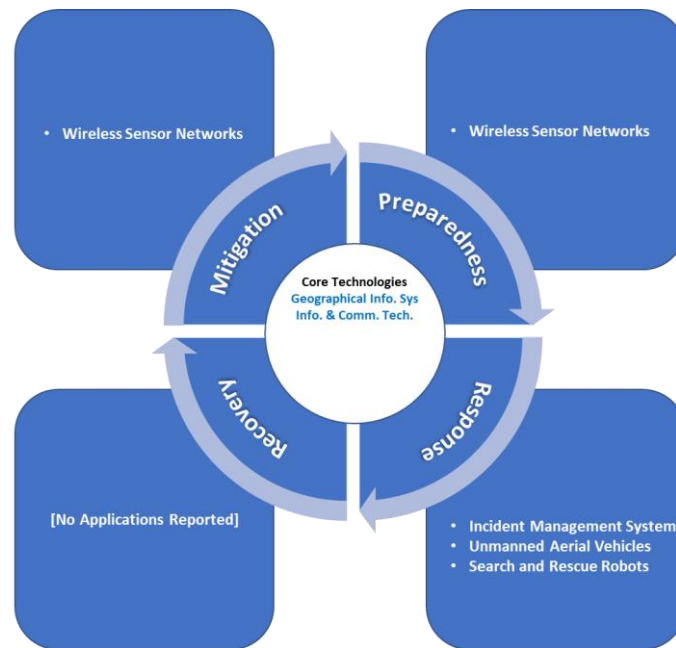 • Wireless Sensor Networks
• Wireless Sensor Networks
Mitigation
Preparedness
Core Technologies
Geographical Info. Sys
Info. & Comm. Tech.
Recovery
Response
[No Applications Reported]
• Incident Management System
• Unmanned Aerial Vehicles
• Search and Rescue Robots